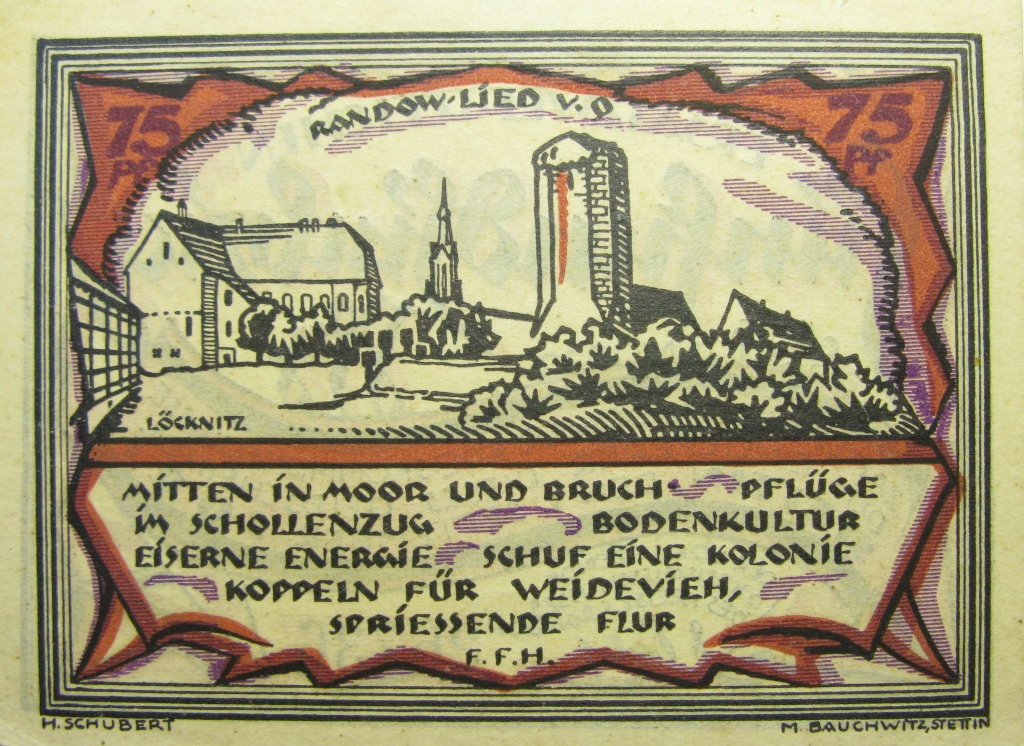 RANDOW-LIED V. Q
75 PF
75 PF
LÖCKNITZ
MITTEN IN MOOR UND BRUCH PFLÜGE
IM SCHOLLENZUG BODENKULTUR
EISERNE ENERGIE SCHUF EINE KOLONIE
KOPPELN FÜR WEIDEVIEH,
SPRIESSENDE FLUR
F. F. H.
H. SCHUBERT
M. BAUCHWITZ, STETTIN